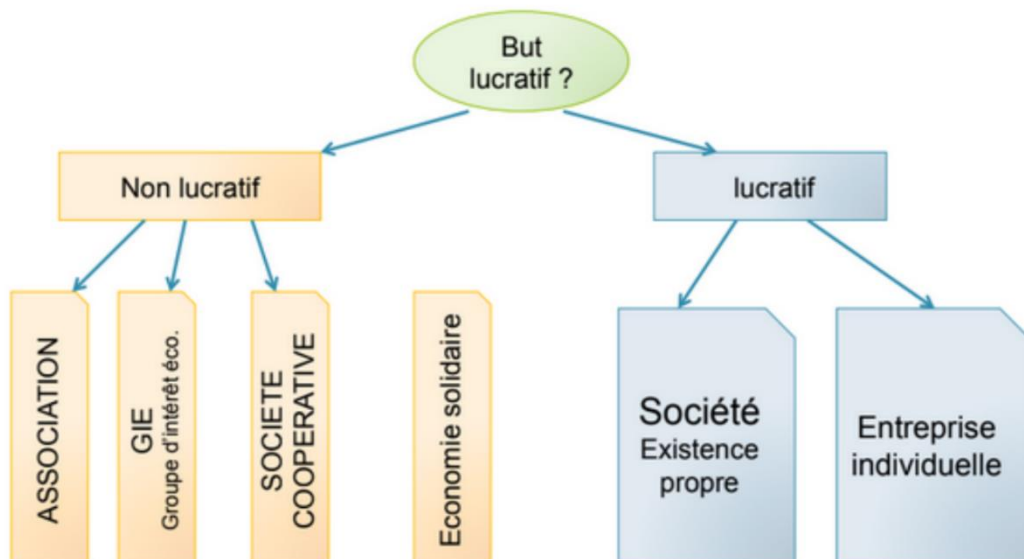 But
lucratif ?
Non lucratif
lucratif
ASSOCIATION
GIE
Groupe d'intérêt éco.
SOCIETE
COOPERATIVE
Economie solidaire
Société
Existence
propre
Entreprise
individuelle